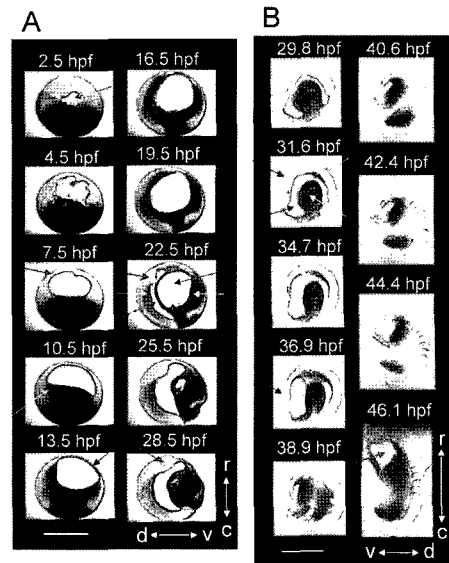 A
2.5 hpf 16.5 hpf
4.5 hpf 19.5 hpf
7.5 hpf 22.5 hpf
10.5 hpf 25.5 hpf
13.5 hpf 28.5 hpf
r
c
d v
B
29.8 hpf 40.6 hpf
31.6 hpf 42.4 hpf
34.7 hpf 44.4 hpf
36.9 hpf 46.1 hpf
38.9 hpf
r
c
v d